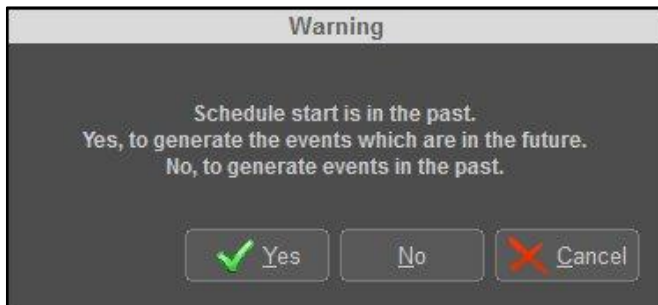 Warning
Schedule start is in the past.
Yes, to generate the events which are in the future.
No, to generate events in the past.
Yes
No
Cancel